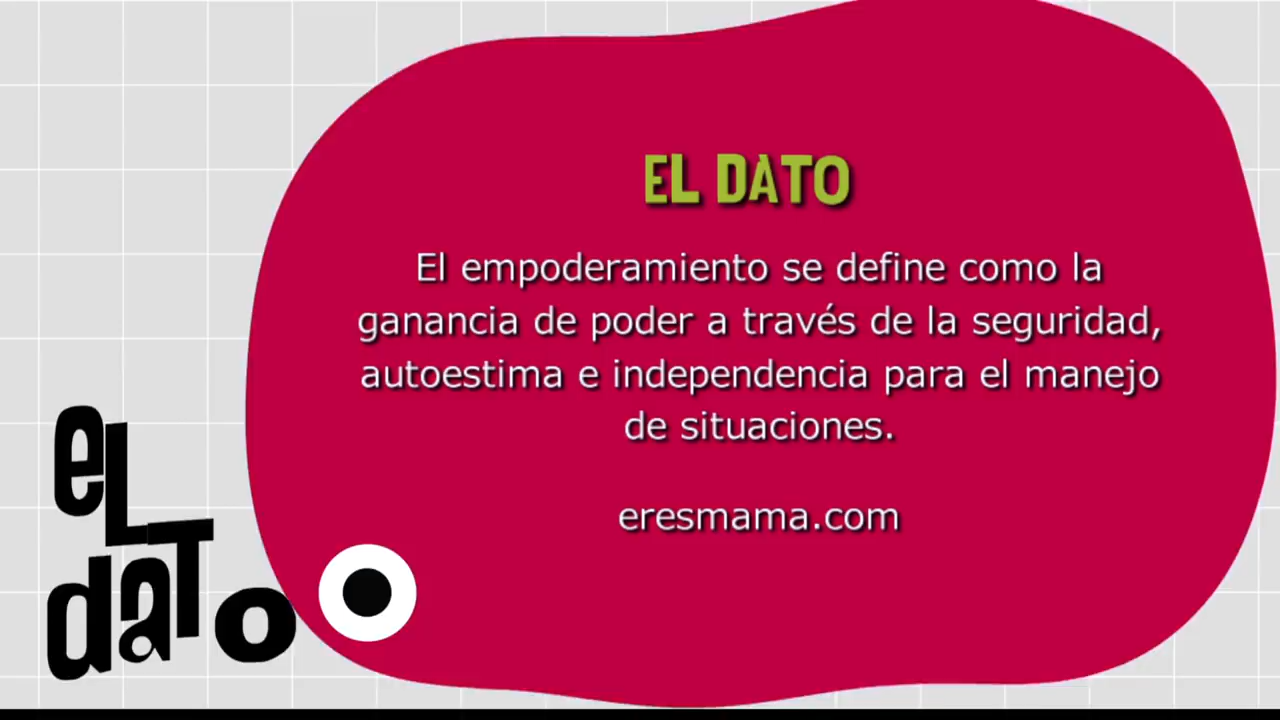 EL DATO
El empoderamiento se define como la
ganancia de poder a través de la seguridad,
autoestima e independencia para el manejo
de situaciones.
eresmama.com
eL
daTo